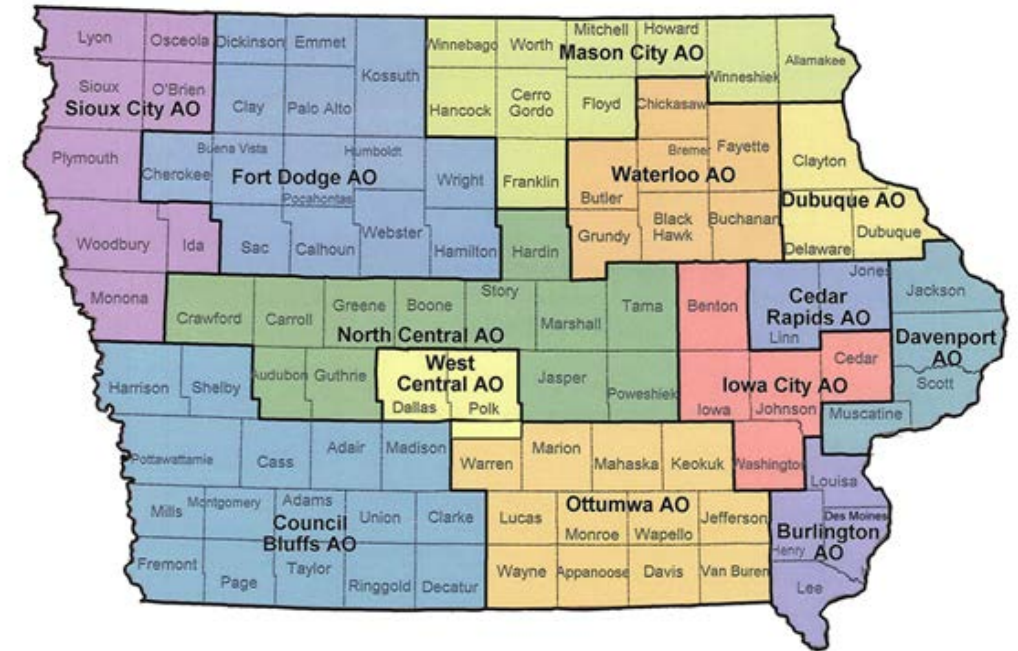 Lyon
Osceola
Dickinson
Emmet
Kossuth
Winnebago
Worth
Mitchell
Howard
Mason City AO
Winneshiek
Allamakee
Sioux
O'Brien
Sioux City AO
Clay
Palo Alto
Hancock
Cerro
Gordo
Floyd
Chickasaw
Plymouth
Cherokee
Buena Vista
Humboldt
Fort Dodge AO
Pocahontas
Wright
Franklin
Butler
Bremer
Waterloo AO
Fayette
Clayton
Dubuque AO
Woodbury
Ida
Sac
Calhoun
Webster
Hamilton
Hardin
Grundy
Black
Hawk
Buchanan
Delaware
Dubuque
Monona
Crawford
Carroll
Greene
Boone
Story
North Central AO
Marshall
Tama
Benton
Cedar
Rapids AO
Linn
Jones
Jackson
Davenport
AO
Harrison
Shelby
Audubon
Guthrie
West
Central AO
Dallas
Polk
Jasper
Poweshiek
Iowa City AO
Iowa
Johnson
Cedar
Scott
Muscatine
Pottawattamie
Cass
Adair
Madison
Warren
Marion
Mahaska
Keokuk
Washington
Louisa
Mills
Montgomery
Adams
Council
Bluffs AO
Union
Clarke
Lucas
Ottumwa AO
Monroe
Wapello
Jefferson
Des Moines
Burlington
AO
Henry
Fremont
Page
Taylor
Ringgold
Decatur
Wayne
Appanoose
Davis
Van Buren
Lee